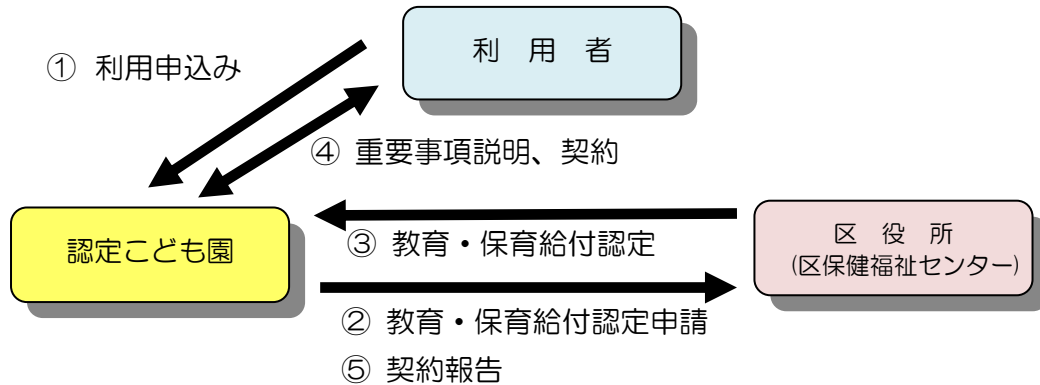 利　用　者
① 利用申込み
④ 重要事項説明、契約
認定こども園
③ 教育・保育給付認定
区　役　所
(区保健福祉センター)
② 教育・保育給付認定申請
⑤ 契約報告